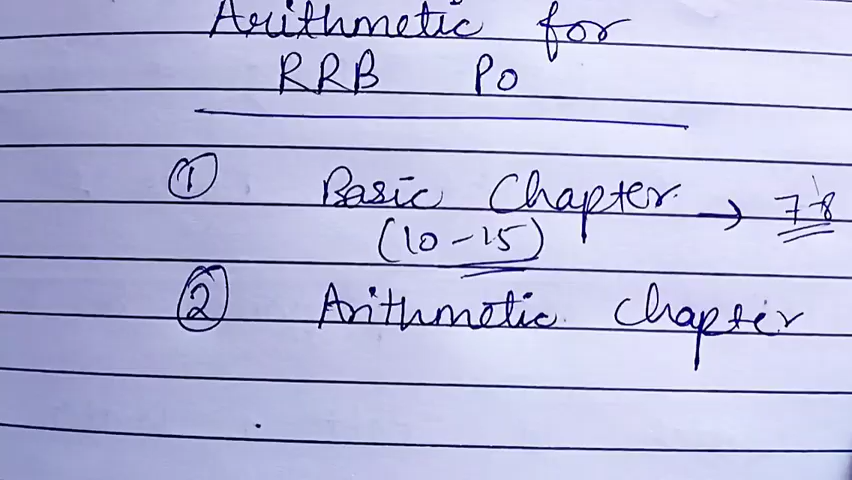 Arithmetic for
RRB PO
① Basic Chapter → 7-8
(10-15)
② Arithmetic Chapter